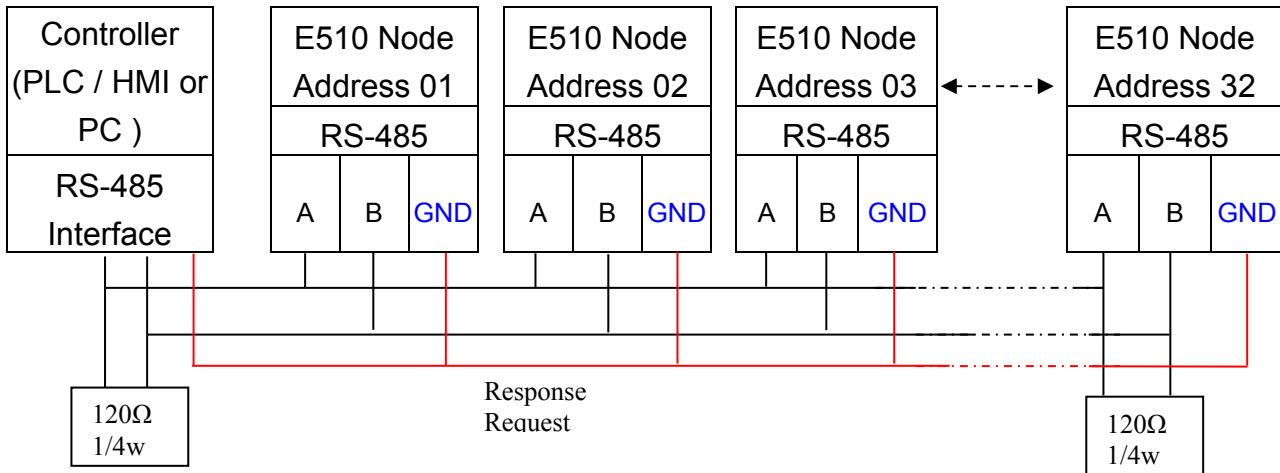 Controller
(PLC / HMI or
PC )
RS-485
Interface
E510 Node
Address 01
RS-485
A B GND
E510 Node
Address 02
RS-485
A B GND
E510 Node
Address 03
RS-485
A B GND
E510 Node
Address 32
RS-485
A B GND
Response
Request
120Ω
1/4w
120Ω
1/4w